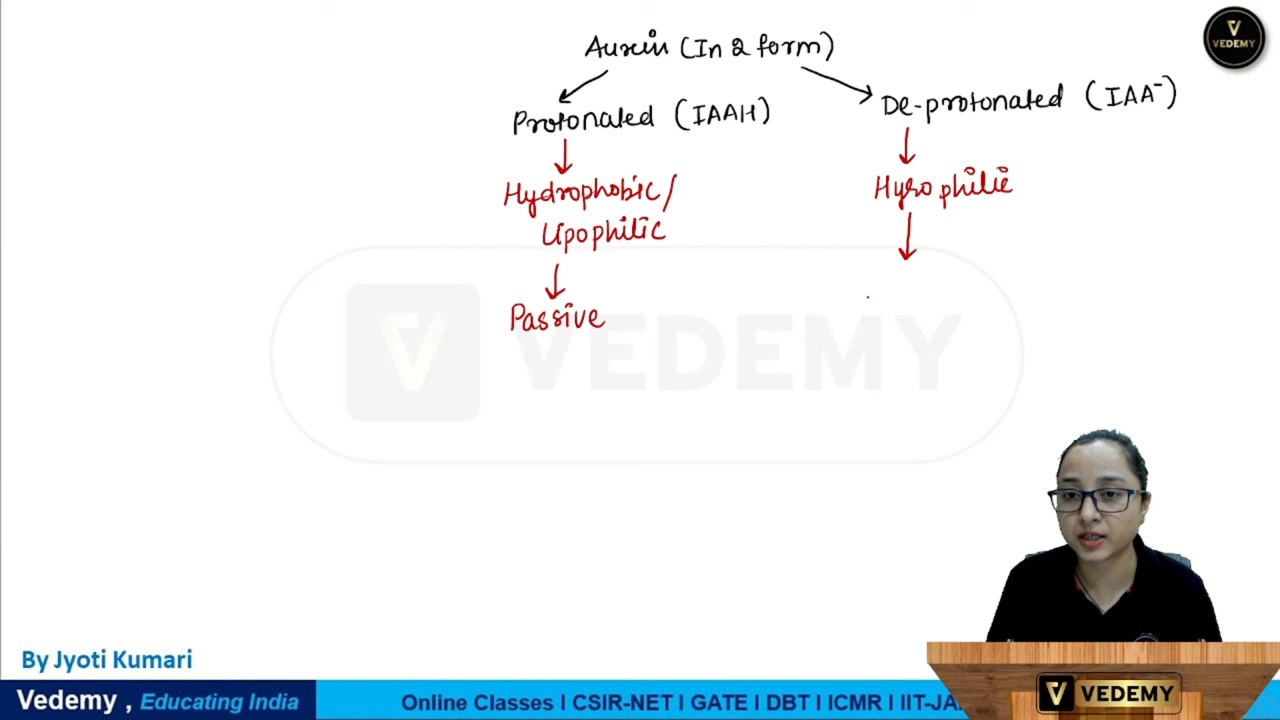 Auxin (In 2 form)
VEDEMY
Protonated (IAAH)
De-protonated (IAA⁻)
Hydrophobic/
Lipophilic
Hyrophilic
Passive
VEDEMY
By Jyoti Kumari
Vedemy , Educating India
Online Classes I CSIR-NET I GATE I DBT I ICMR I IIT-JA
VEDEMY